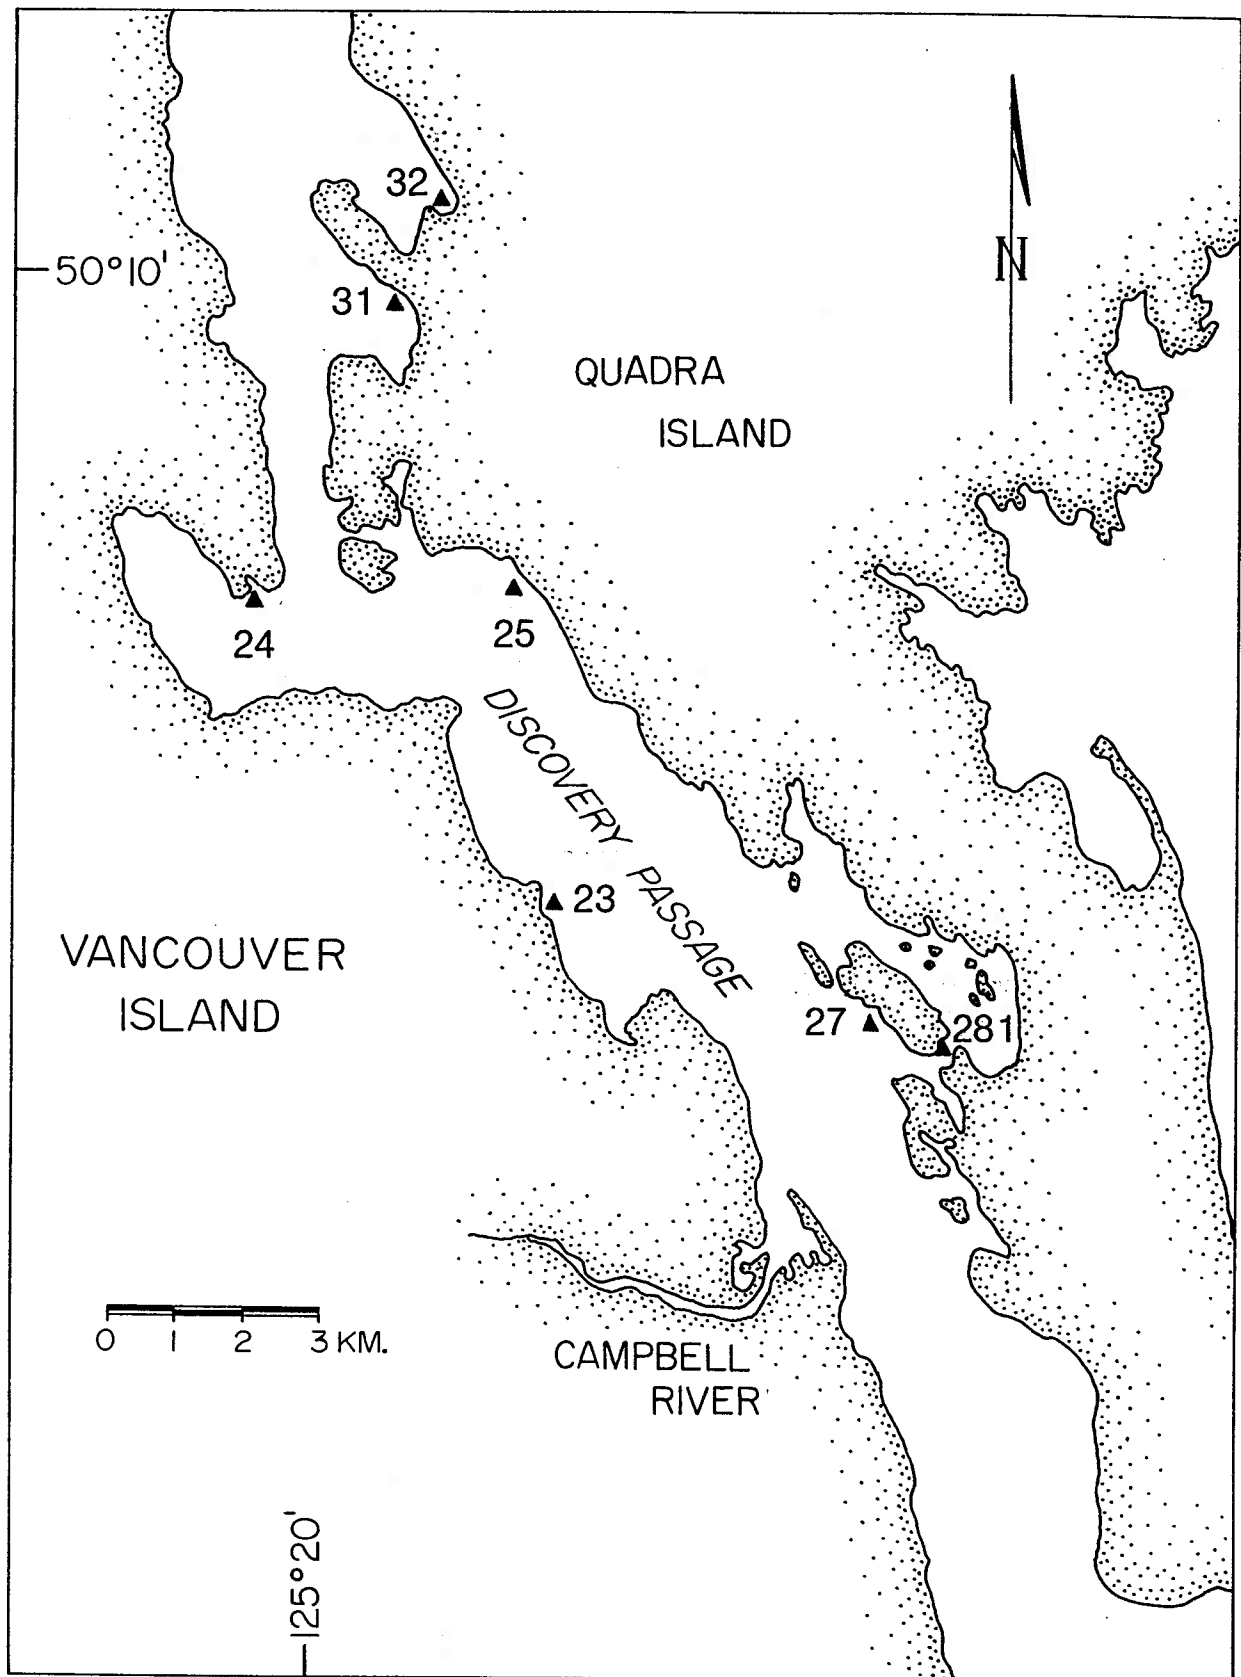 32
50°10'
31
N
QUADRA
ISLAND
24
25
DISCOVERY PASSAGE
23
VANCOUVER
ISLAND
27
281
0 1 2 3 KM.
CAMPBELL
RIVER
125°20'